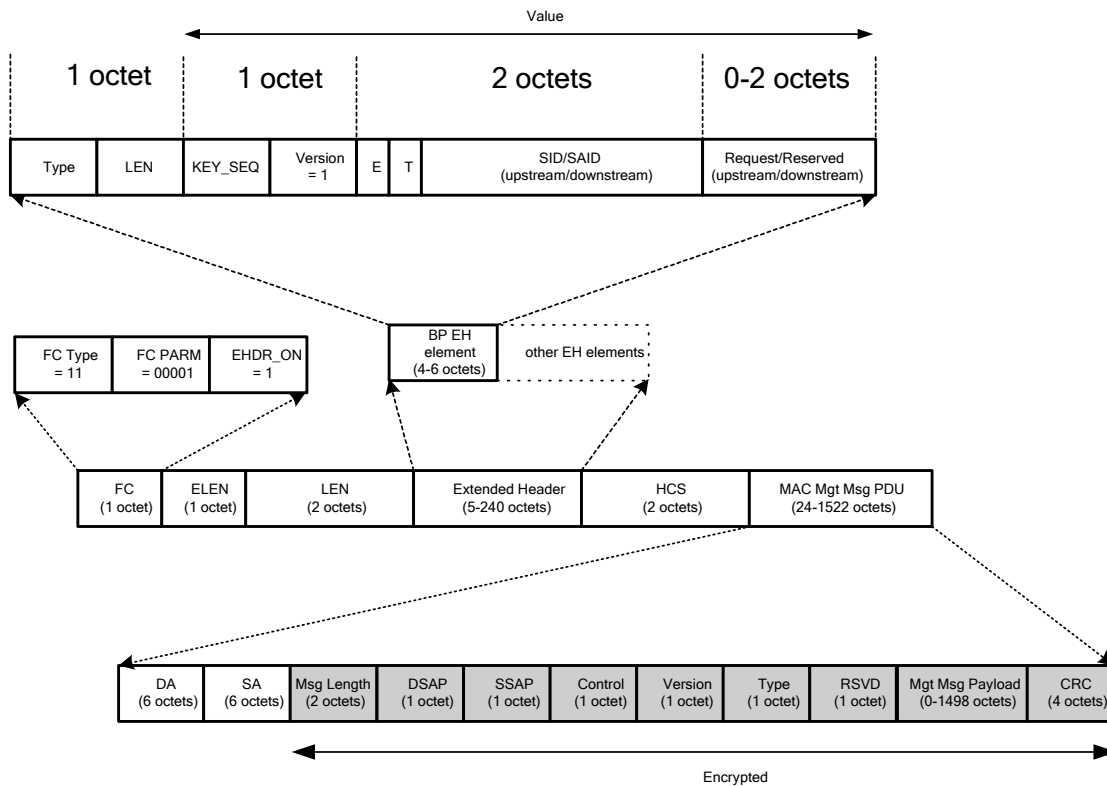 Value
1 octet
1 octet
2 octets
0-2 octets
Type
LEN
KEY_SEQ
Version
= 1
E
T
SID/SAID
(upstream/downstream)
Request/Reserved
(upstream/downstream)
BP EH
element
(4-6 octets)
other EH elements
FC Type
= 11
FC PARM
= 00001
EHDR_ON
= 1
FC
(1 octet)
ELEN
(1 octet)
LEN
(2 octets)
Extended Header
(5-240 octets)
HCS
(2 octets)
MAC Mgt Msg PDU
(24-1522 octets)
DA
(6 octets)
SA
(6 octets)
Msg Length
(2 octets)
DSAP
(1 octet)
SSAP
(1 octet)
Control
(1 octet)
Version
(1 octet)
Type
(1 octet)
RSVD
(1 octet)
Mgt Msg Payload
(0-1498 octets)
CRC
(4 octets)
Encrypted